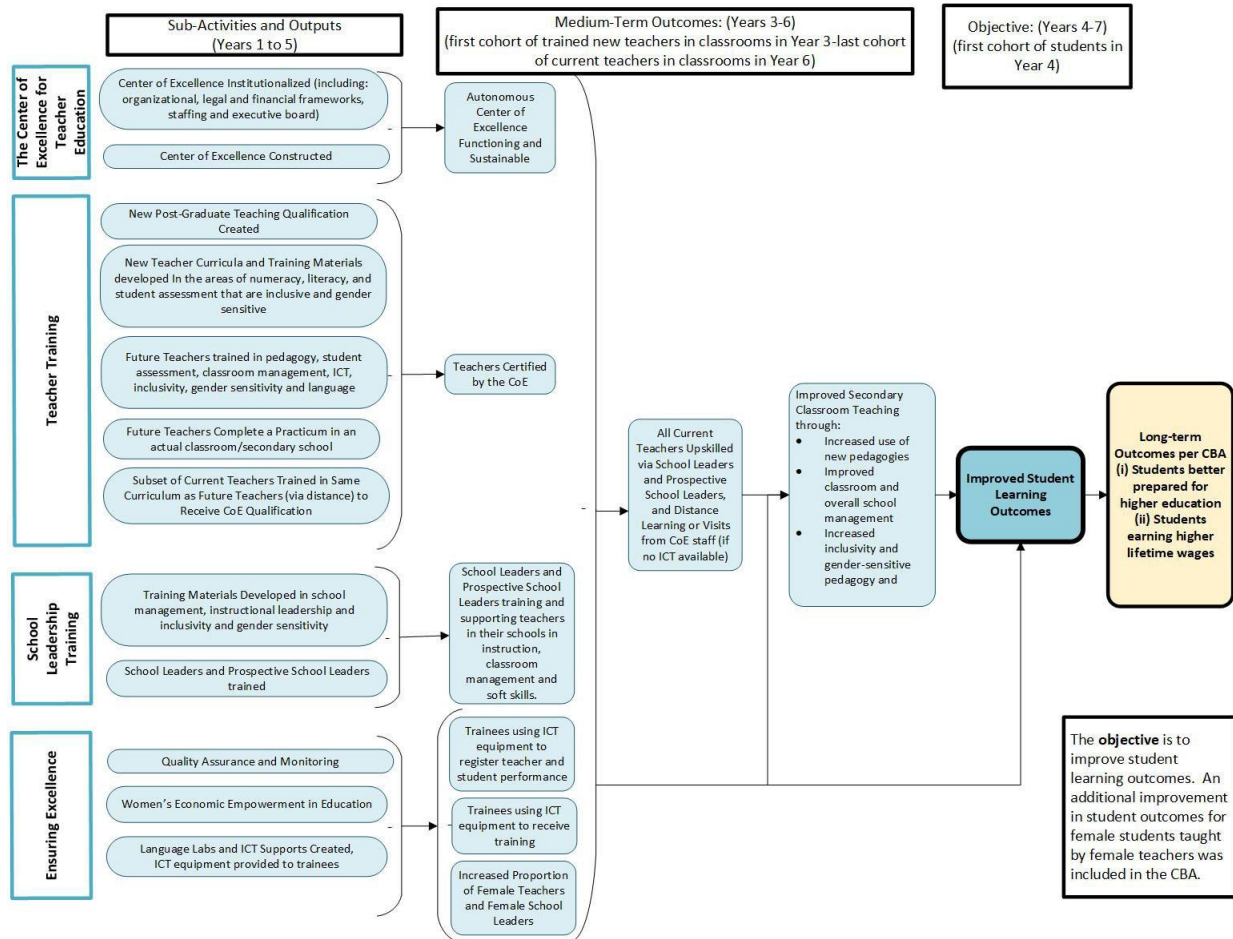 Sub-Activities and Outputs
(Years 1 to 5)
Medium-Term Outcomes: (Years 3-6)
(first cohort of trained new teachers in classrooms in Year 3-last cohort
of current teachers in classrooms in Year 6)
Objective: (Years 4-7)
(first cohort of students in
Year 4)
The Center of
Excellence for
Teacher
Education
Center of Excellence Institutionalized (including:
organizational, legal and financial frameworks,
staffing and executive board)
Center of Excellence Constructed
Autonomous
Center of
Excellence
Functioning and
Sustainable
Teacher Training
New Post-Graduate Teaching Qualification
Created
New Teacher Curricula and Training Materials
developed In the areas of numeracy, literacy, and
student assessment that are inclusive and gender
sensitive
Future Teachers trained in pedagogy, student
assessment, classroom management, ICT,
inclusivity, gender sensitivity and language
Future Teachers Complete a Practicum in an
actual classroom/secondary school
Subset of Current Teachers Trained in Same
Curriculum as Future Teachers (via distance) to
Receive CoE Qualification
Teachers Certified
by the CoE
School
Leadership
Training
Training Materials Developed in school
management, instructional leadership and
inclusivity and gender sensitivity
School Leaders and Prospective School Leaders
trained
School Leaders and
Prospective School
Leaders training and
supporting teachers
in their schools in
instruction,
classroom
management and
soft skills.
Ensuring Excellence
Quality Assurance and Monitoring
Women's Economic Empowerment in Education
Language Labs and ICT Supports Created,
ICT equipment provided to trainees
Trainees using ICT
equipment to
register teacher and
student performance
Trainees using ICT
equipment to receive
training
Increased Proportion
of Female Teachers
and Female School
Leaders
All Current
Teachers Upskilled
via School Leaders
and Prospective
School Leaders,
and Distance
Learning or Visits
from CoE staff (if
no ICT available)
Improved Secondary
Classroom Teaching
through:
• Increased use of
new pedagogies
• Improved
classroom and
overall school
management
• Increased
inclusivity and
gender-sensitive
pedagogy and
Improved Student
Learning
Outcomes
Long-term
Outcomes per CBA
(i) Students better
prepared for
higher education
(ii) Students
earning higher
lifetime wages
The objective is to
improve student
learning outcomes. An
additional improvement
in student outcomes for
female students taught
by female teachers was
included in the CBA.